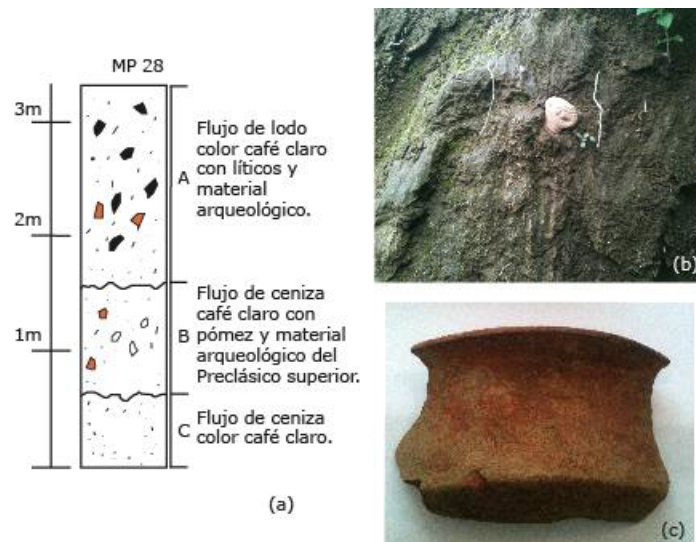 MP 28
3m
2m
1m
A
Flujo de lodo
color café claro
con líticos y
material
arqueológico.
B
Flujo de ceniza
café claro con
pómez y material
arqueológico del
Preclásico superior.
C
Flujo de ceniza
color café claro.
(a)
(b)
(c)